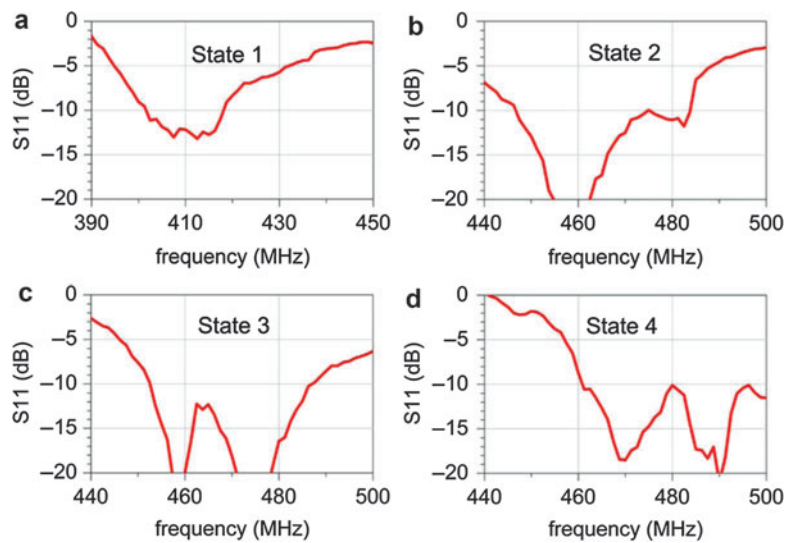 a
State 1
S11 (dB)
0
–5
–10
–15
–20
390
410
430
450
frequency (MHz)
b
State 2
S11 (dB)
0
–5
–10
–15
–20
440
460
480
500
frequency (MHz)
c
State 3
S11 (dB)
0
–5
–10
–15
–20
440
460
480
500
frequency (MHz)
d
State 4
S11 (dB)
0
–5
–10
–15
–20
440
460
480
500
frequency (MHz)